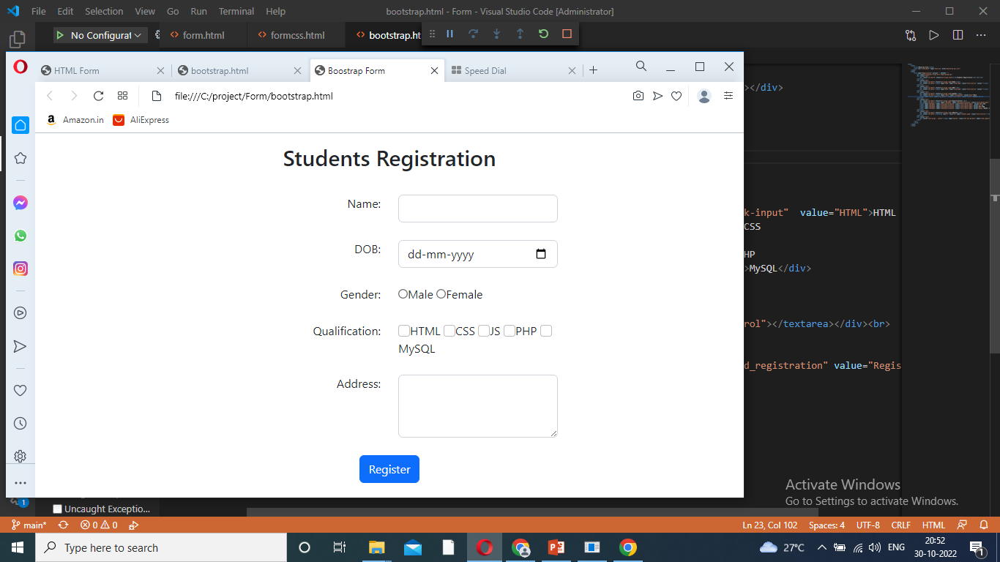 File Edit Selection View Go Run Terminal Help bootstrap.html - Form - Visual Studio Code [Administrator]
No Configurat form.html formcss.html bootstrap.ht
HTML Form bootstrap.html Boostrap Form Speed Dial
file:///C:/project/Form/bootstrap.html
Amazon.in AliExpress
></div>
Students Registration
Name:
k-input" value="HTML">HTML
CSS
DOB: dd-mm-yyyy
HP
>MySQL</div>
Gender: Male Female
rol"></textarea></div><br>
Qualification: HTML CSS JS PHP
MySQL
d_registration" value="Regis
Address:
Register
Activate Windows
Go to Settings to activate Windows.
1
Uncaught Exceptio...
main* 0 0 Ln 23, Col 102 Spaces: 4 UTF-8 CRLF HTML
Type here to search 27°C ENG 20:52
30-10-2022 1